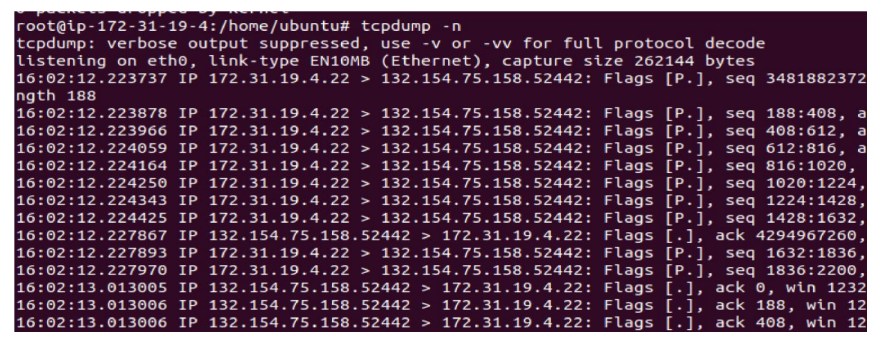 0 packets dropped by kernel
root@ip-172-31-19-4:/home/ubuntu# tcpdump -n
tcpdump: verbose output suppressed, use -v or -vv for full protocol decode
listening on eth0, link-type EN10MB (Ethernet), capture size 262144 bytes
16:02:12.223737 IP 172.31.19.4.22 > 132.154.75.158.52442: Flags [P.], seq 3481882372
ngth 188
16:02:12.223878 IP 172.31.19.4.22 > 132.154.75.158.52442: Flags [P.], seq 188:408, a
16:02:12.223966 IP 172.31.19.4.22 > 132.154.75.158.52442: Flags [P.], seq 408:612, a
16:02:12.224059 IP 172.31.19.4.22 > 132.154.75.158.52442: Flags [P.], seq 612:816, a
16:02:12.224164 IP 172.31.19.4.22 > 132.154.75.158.52442: Flags [P.], seq 816:1020,
16:02:12.224250 IP 172.31.19.4.22 > 132.154.75.158.52442: Flags [P.], seq 1020:1224,
16:02:12.224343 IP 172.31.19.4.22 > 132.154.75.158.52442: Flags [P.], seq 1224:1428,
16:02:12.224425 IP 172.31.19.4.22 > 132.154.75.158.52442: Flags [P.], seq 1428:1632,
16:02:12.227867 IP 132.154.75.158.52442 > 172.31.19.4.22: Flags [.], ack 4294967260,
16:02:12.227893 IP 172.31.19.4.22 > 132.154.75.158.52442: Flags [P.], seq 1632:1836,
16:02:12.227970 IP 172.31.19.4.22 > 132.154.75.158.52442: Flags [P.], seq 1836:2200,
16:02:13.013005 IP 132.154.75.158.52442 > 172.31.19.4.22: Flags [.], ack 0, win 1232
16:02:13.013006 IP 132.154.75.158.52442 > 172.31.19.4.22: Flags [.], ack 188, win 12
16:02:13.013006 IP 132.154.75.158.52442 > 172.31.19.4.22: Flags [.], ack 408, win 12